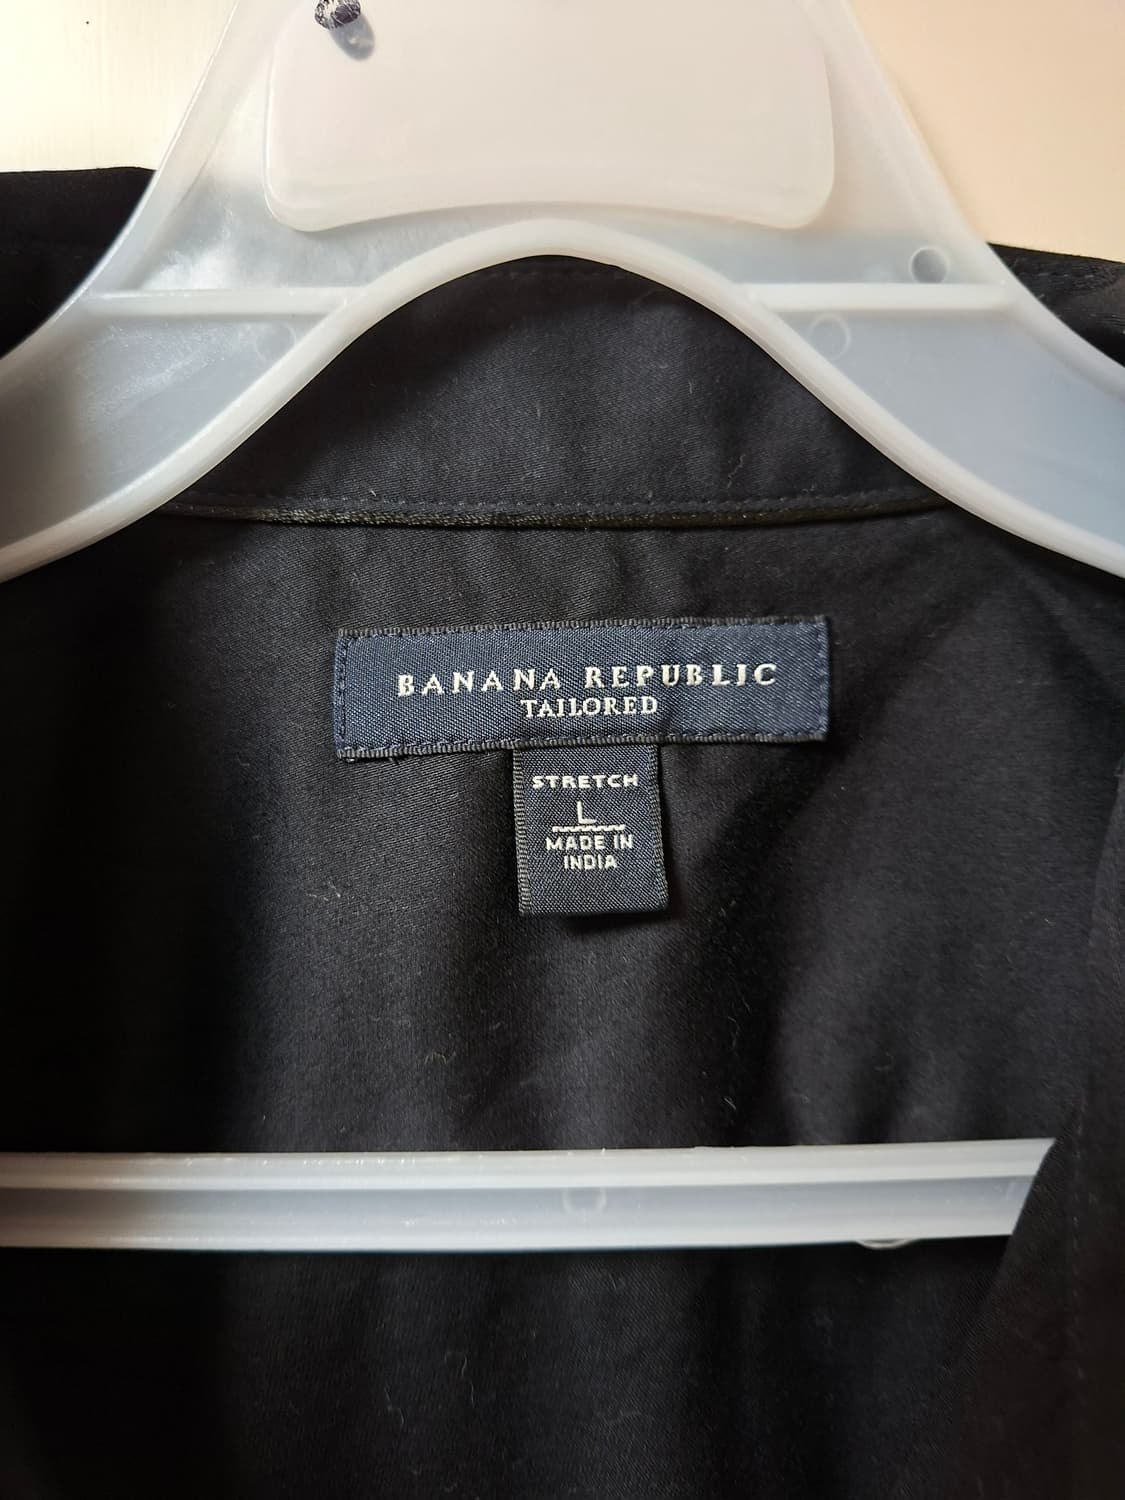 BANANA REPUBLIC
TAILORED
STRETCH
L
MADE IN
INDIA